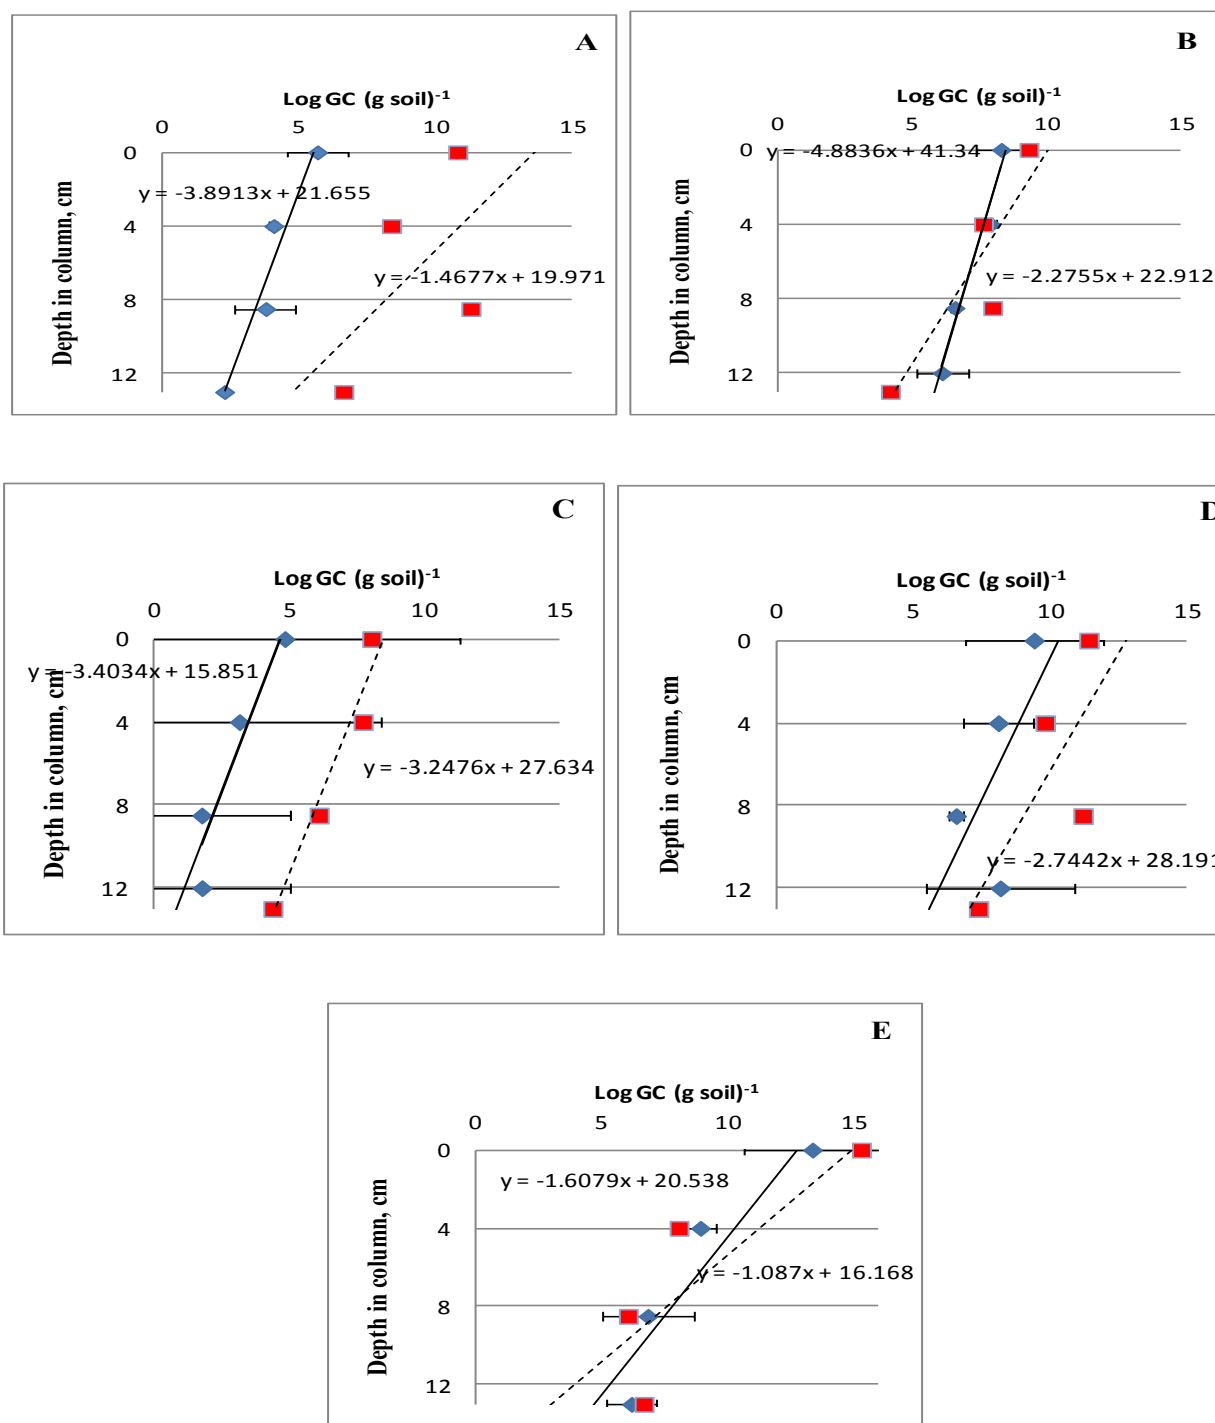 A
Log GC (g soil)-1
0 5 10 15
0
y = -3.8913x + 21.655
4
y = -1.4677x + 19.971
8
12
Depth in column, cm
B
Log GC (g soil)-1
0 5 10 15
0
y = -4.8836x + 41.34
4
y = -2.2755x + 22.912
8
12
Depth in column, cm
C
Log GC (g soil)-1
0 5 10 15
0
y = -3.4034x + 15.851
4
y = -3.2476x + 27.634
8
12
Depth in column, cm
D
Log GC (g soil)-1
0 5 10 15
0
4
8
y = -2.7442x + 28.191
12
Depth in column, cm
E
Log GC (g soil)-1
0 5 10 15
0
y = -1.6079x + 20.538
4
y = -1.087x + 16.168
8
12
Depth in column, cm